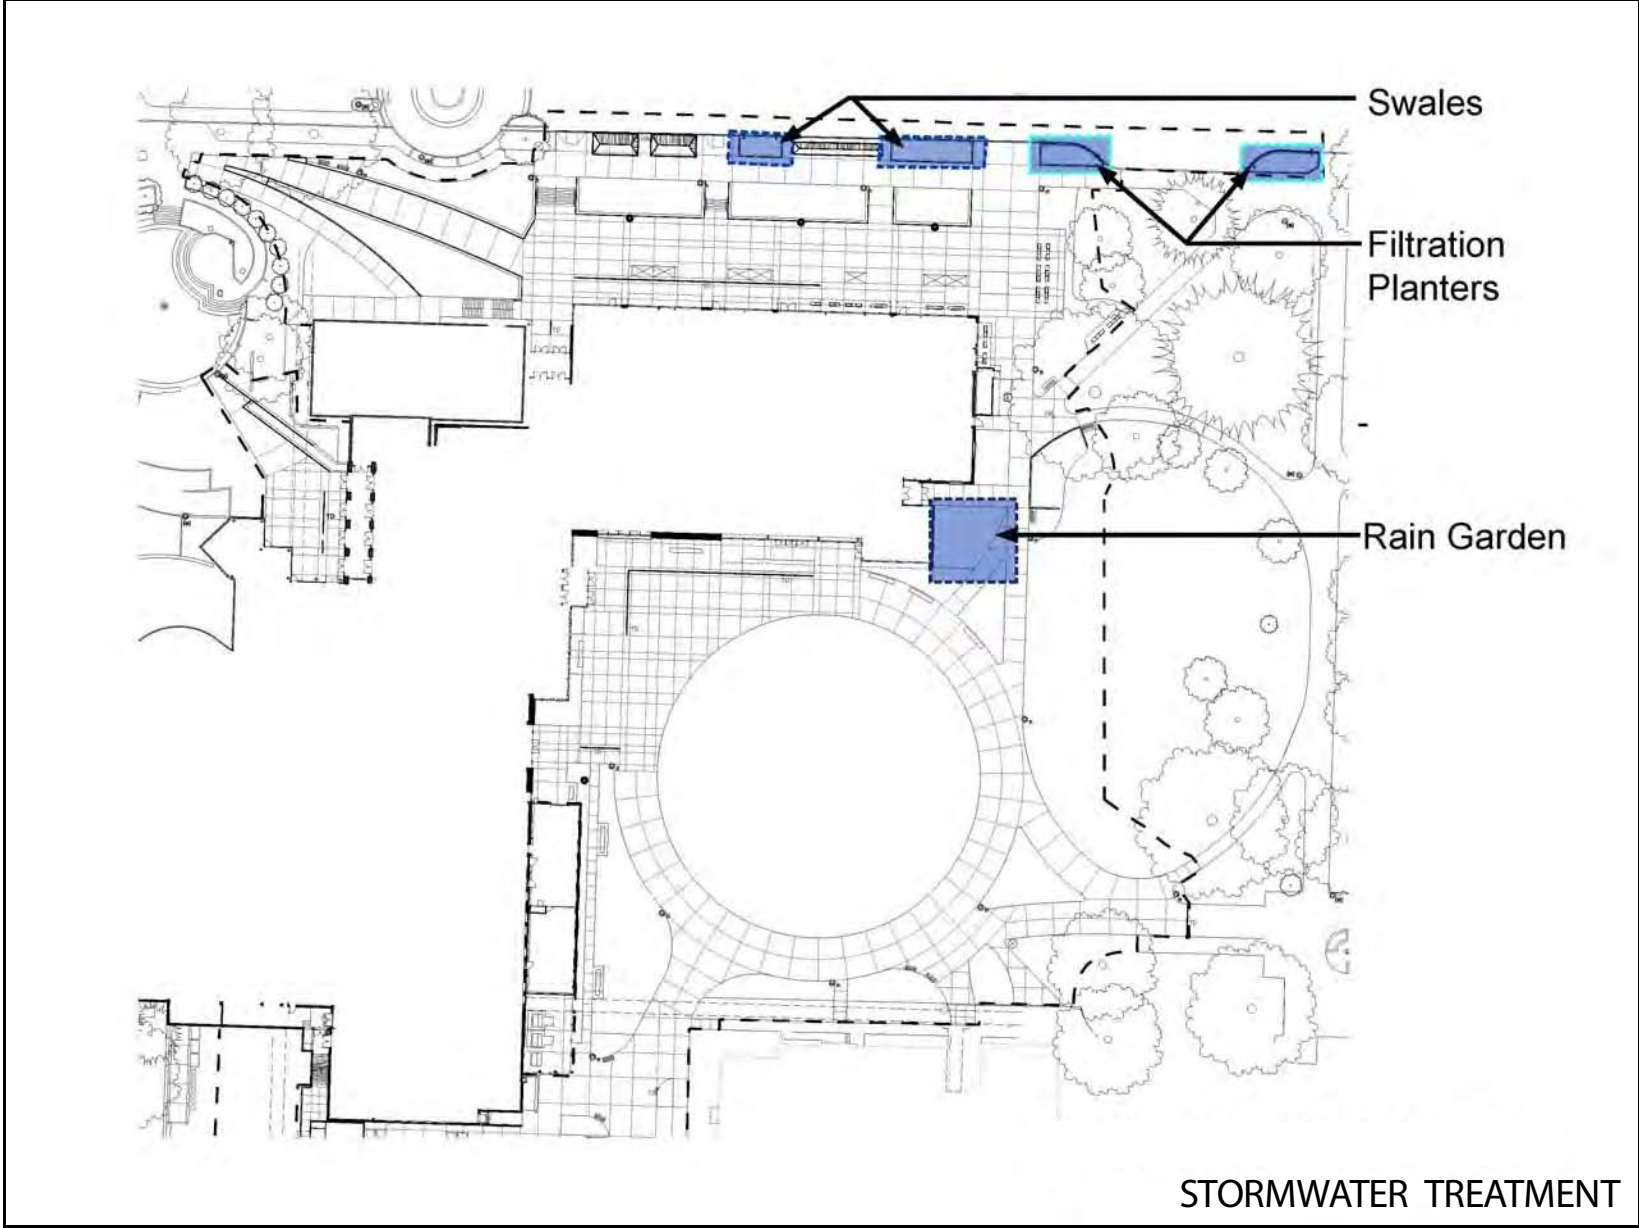 Swales
Filtration
Planters
Rain Garden
STORMWATER TREATMENT